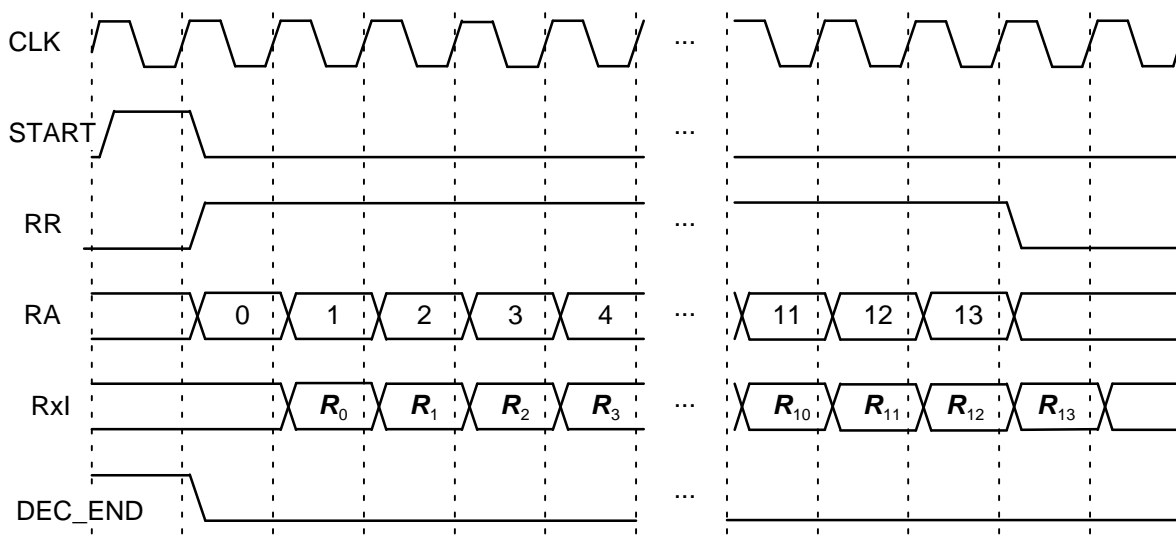 CLK ...
START ...
RR ...
RA 0 1 2 3 4 ... 11 12 13
RxI R0 R1 R2 R3 ... R10 R11 R12 R13
DEC_END ...